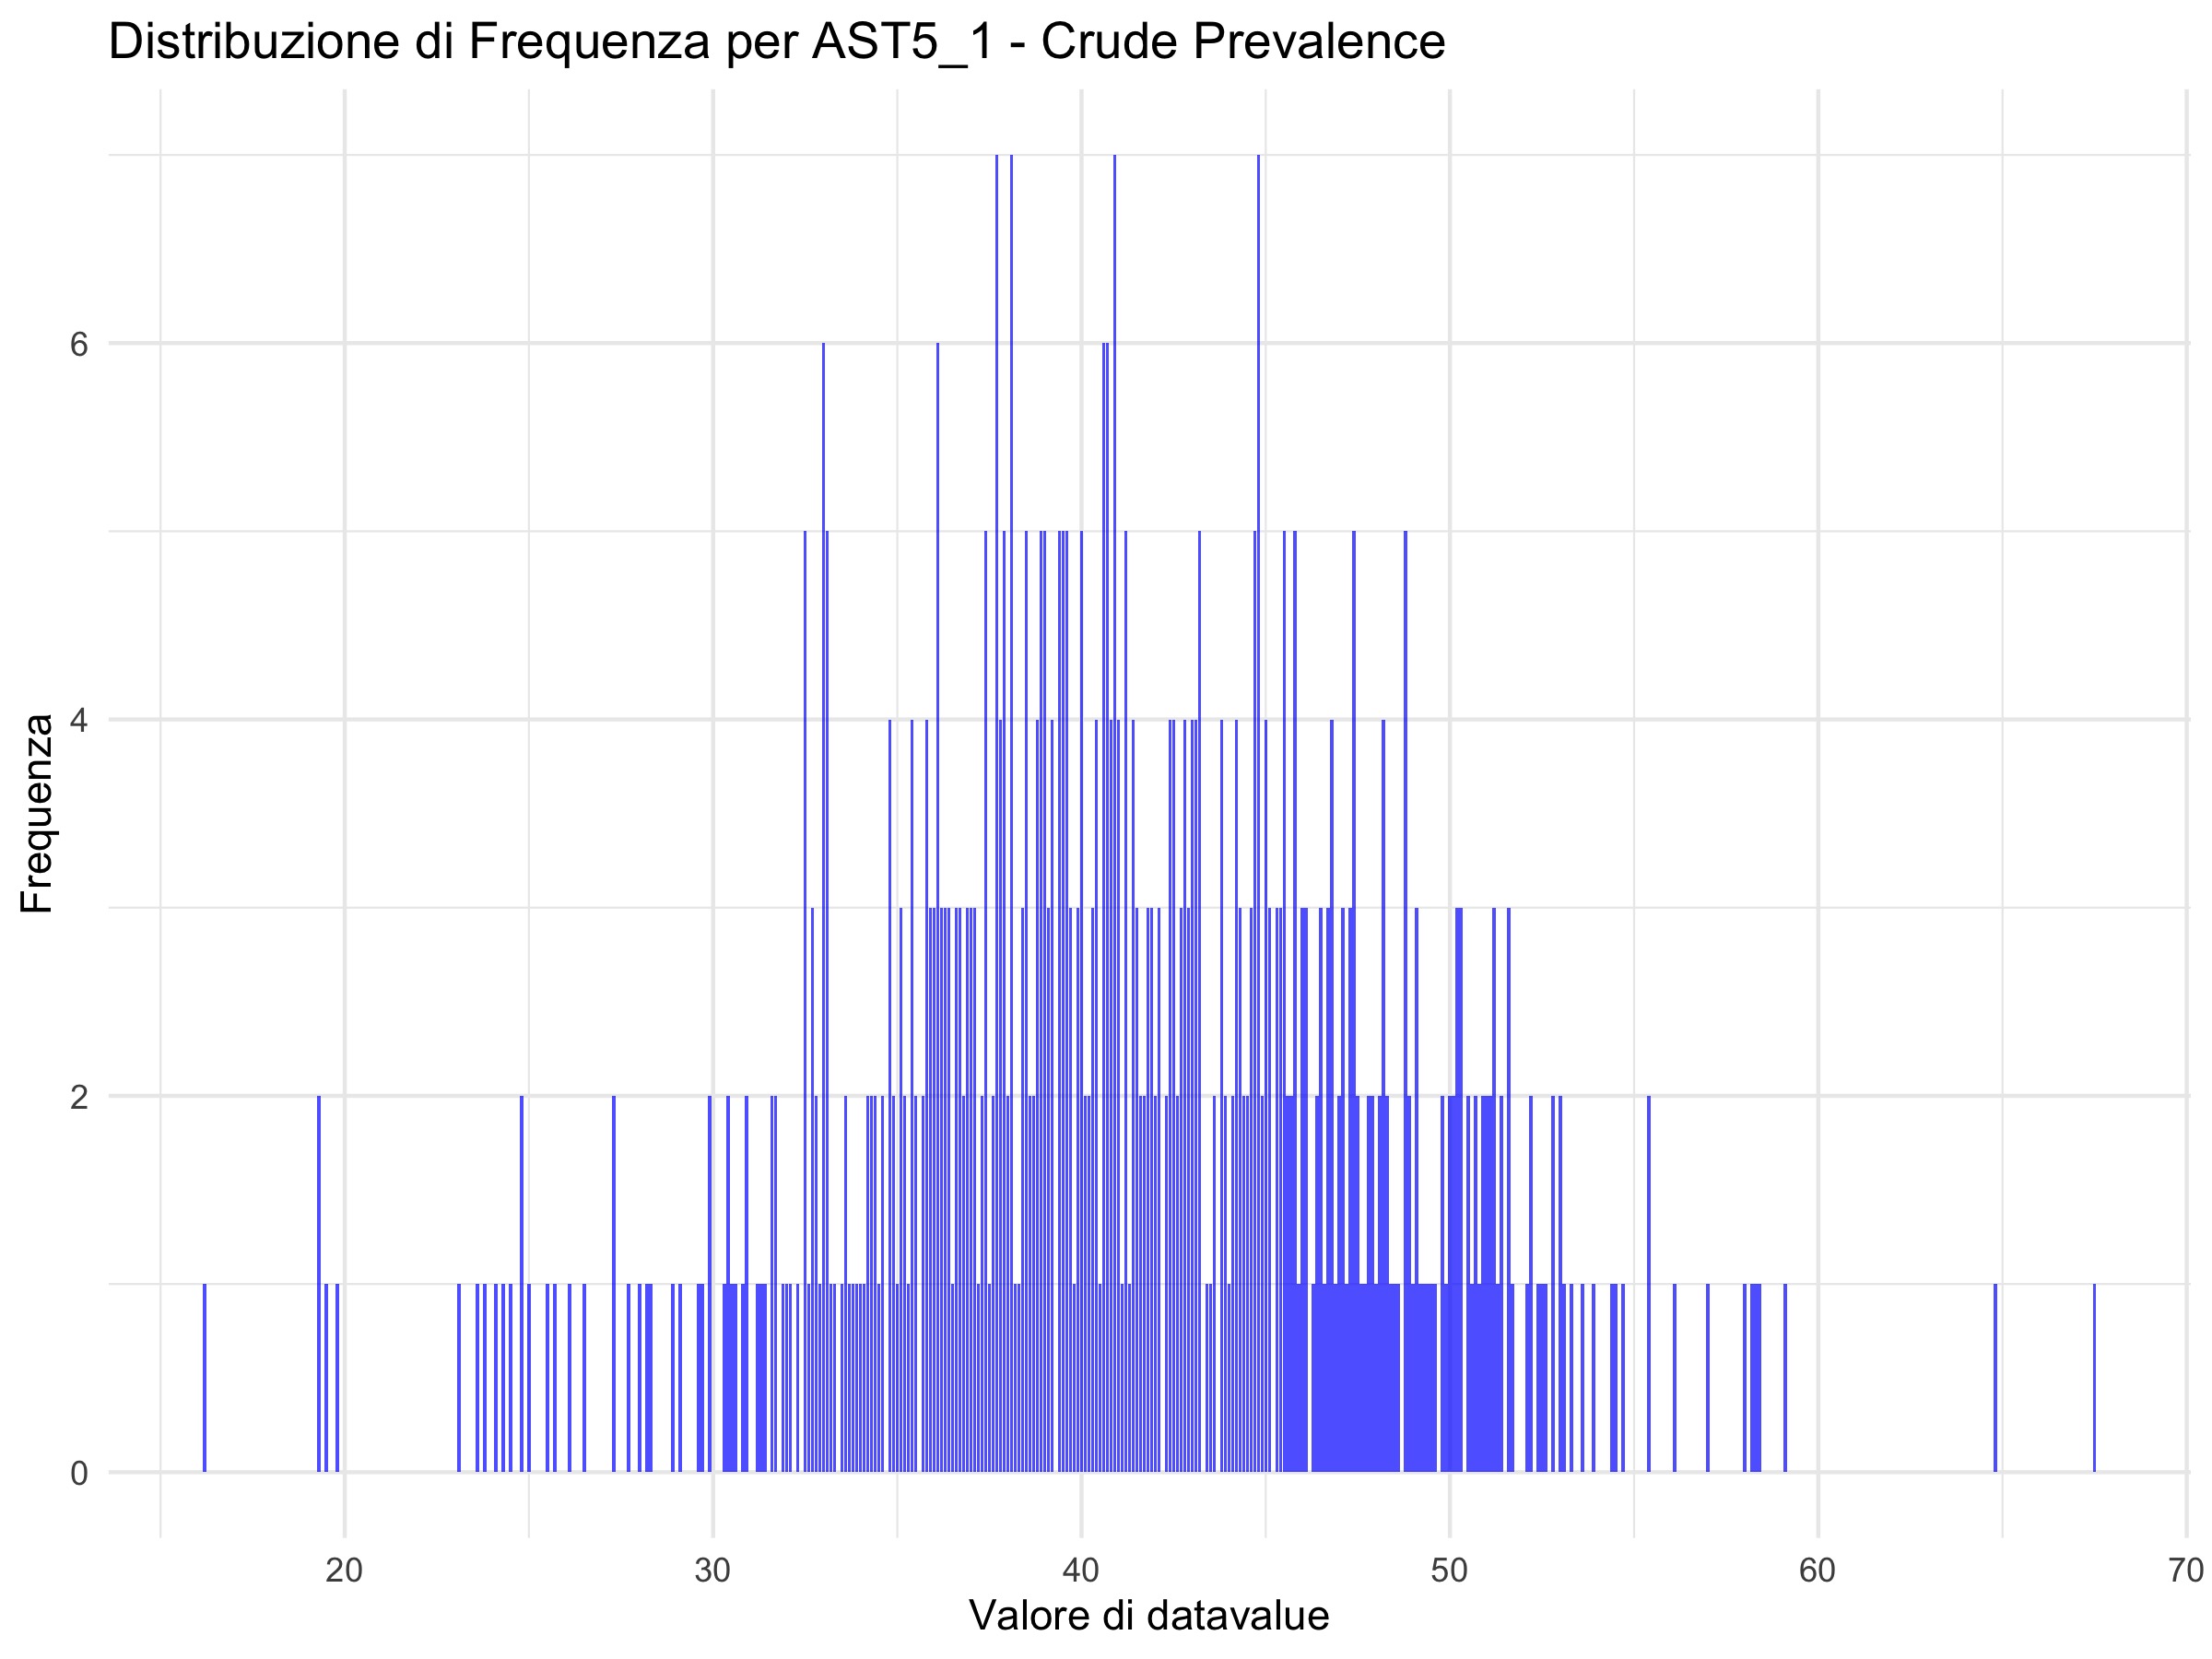 Distribuzione di Frequenza per AST5_1 - Crude Prevalence
Frequenza
6
4
2
0
20 30 40 50 60 70
Valore di datavalue